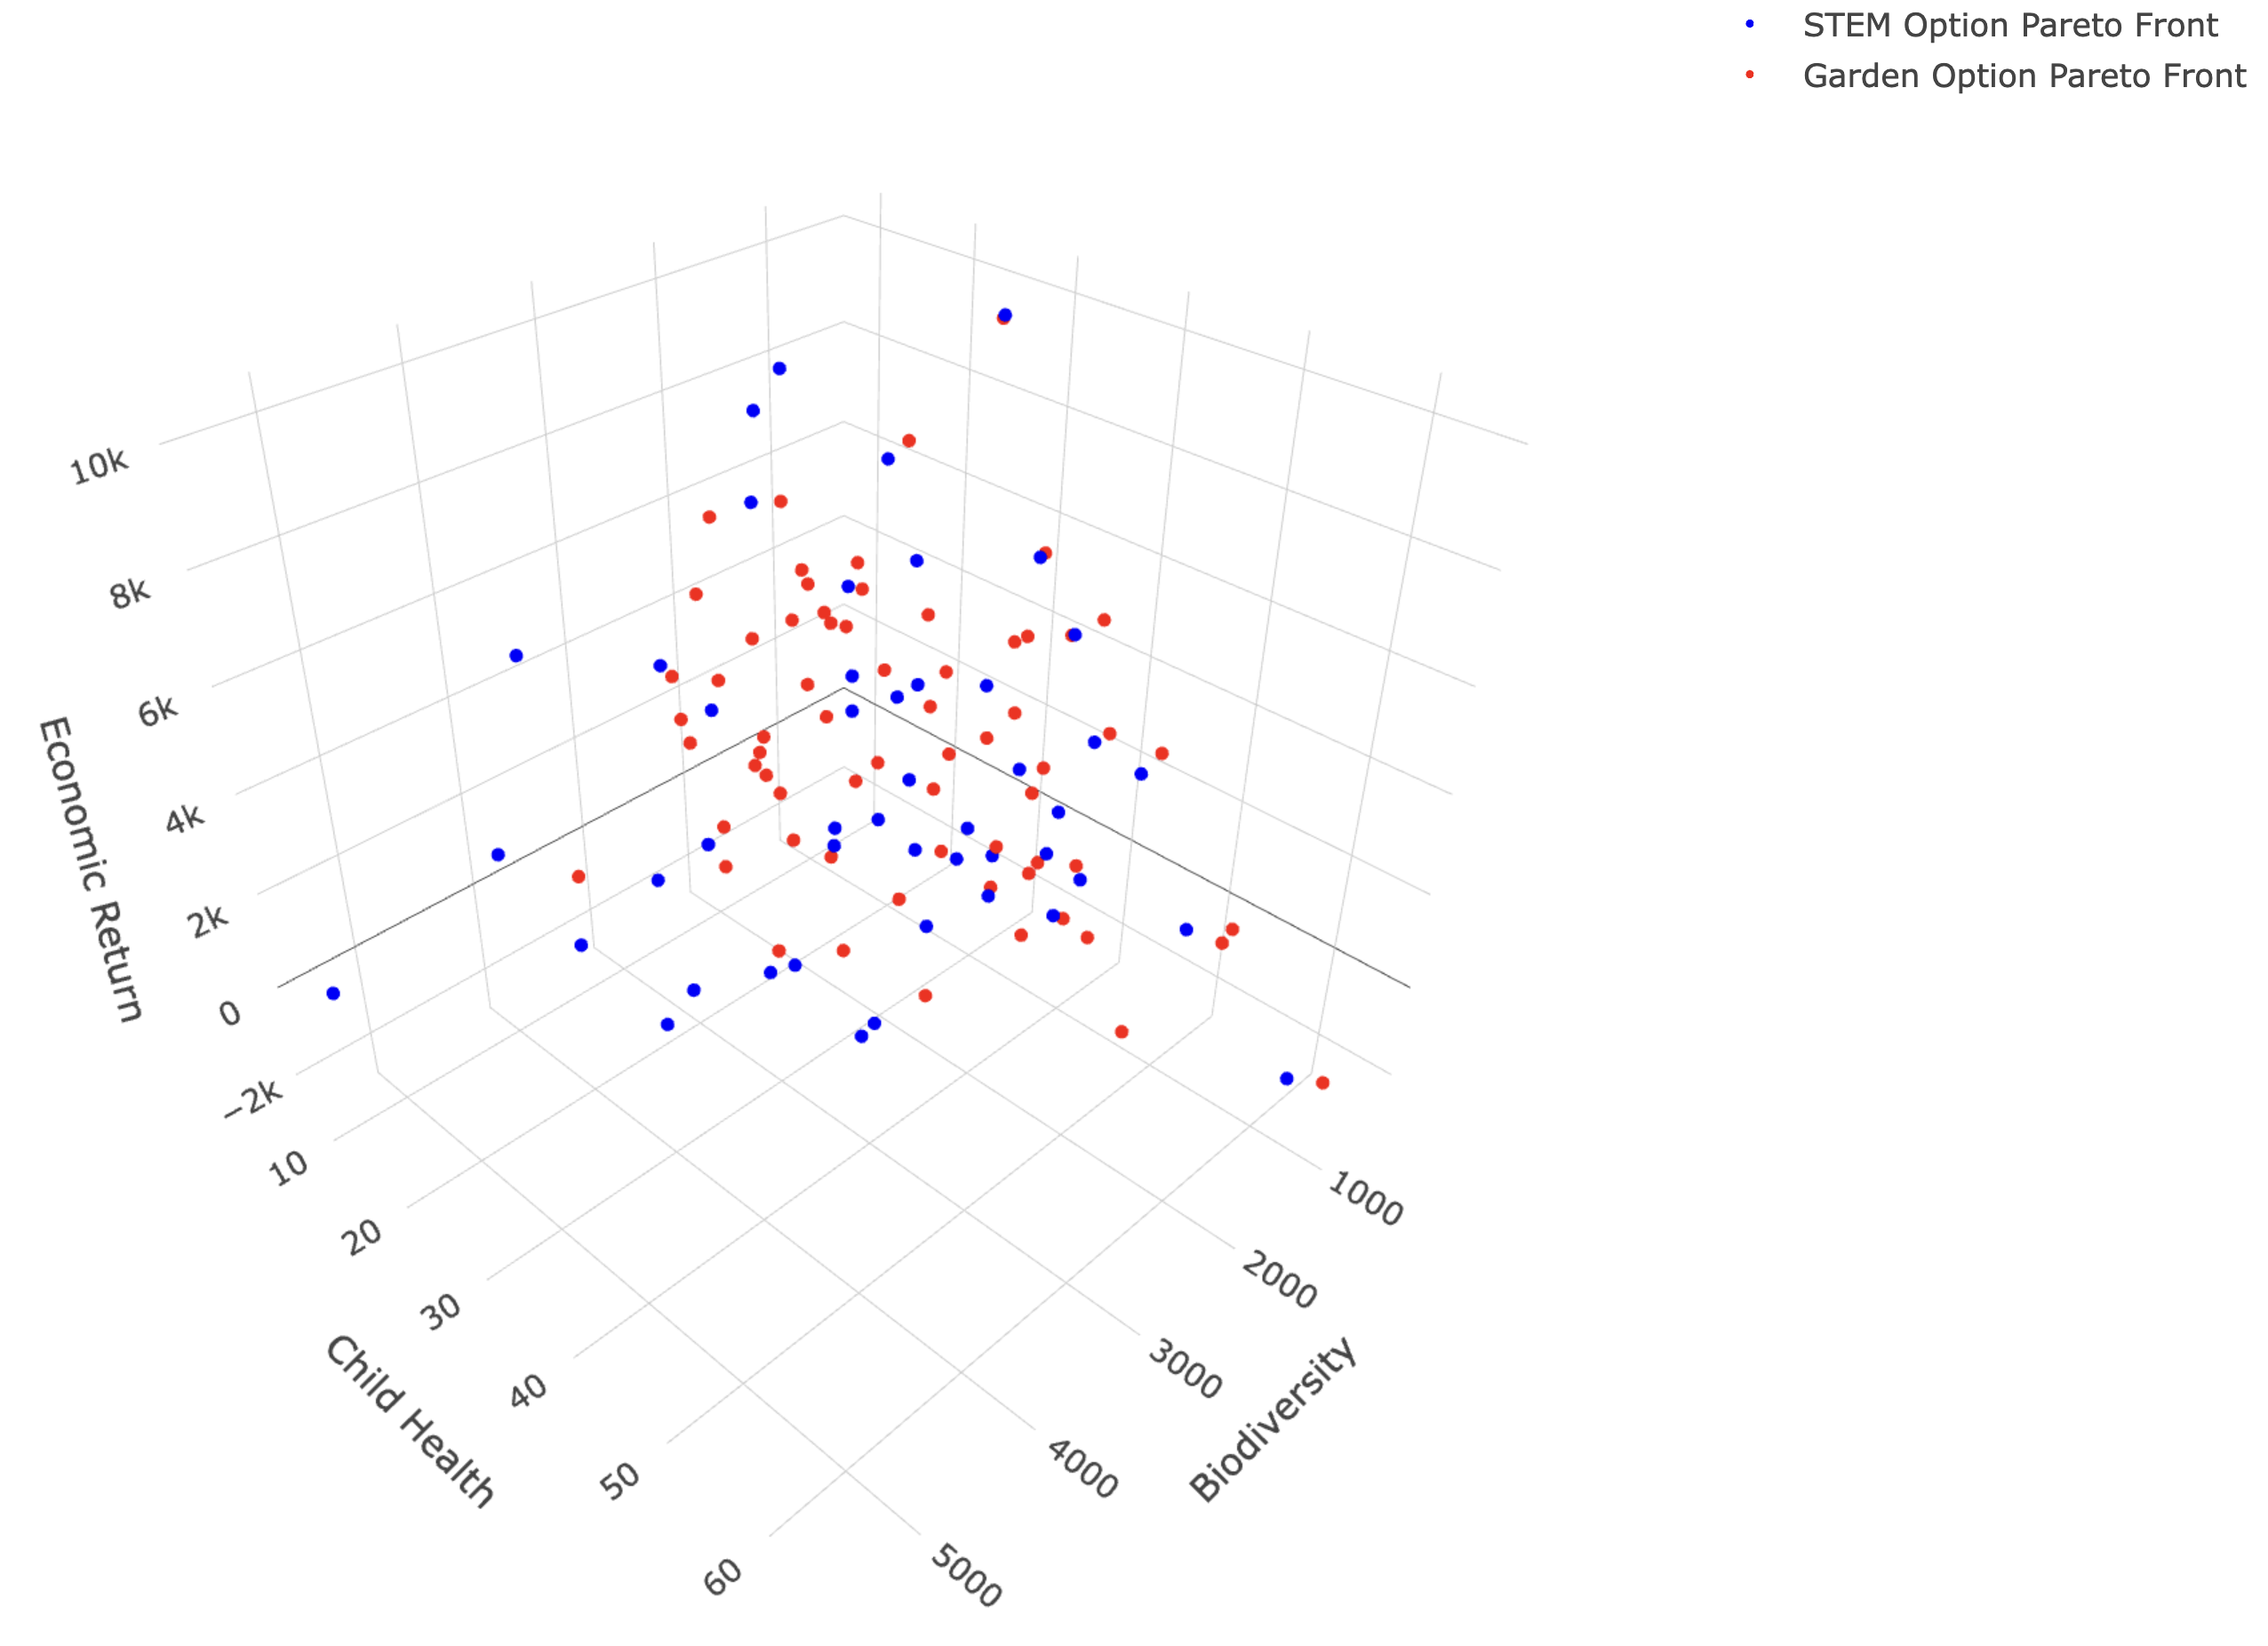 STEM Option Pareto Front
Garden Option Pareto Front
10k
8k
6k
4k
2k
0
−2k
Economic Return
10
20
30
40
50
60
Child Health
1000
2000
3000
4000
5000
Biodiversity